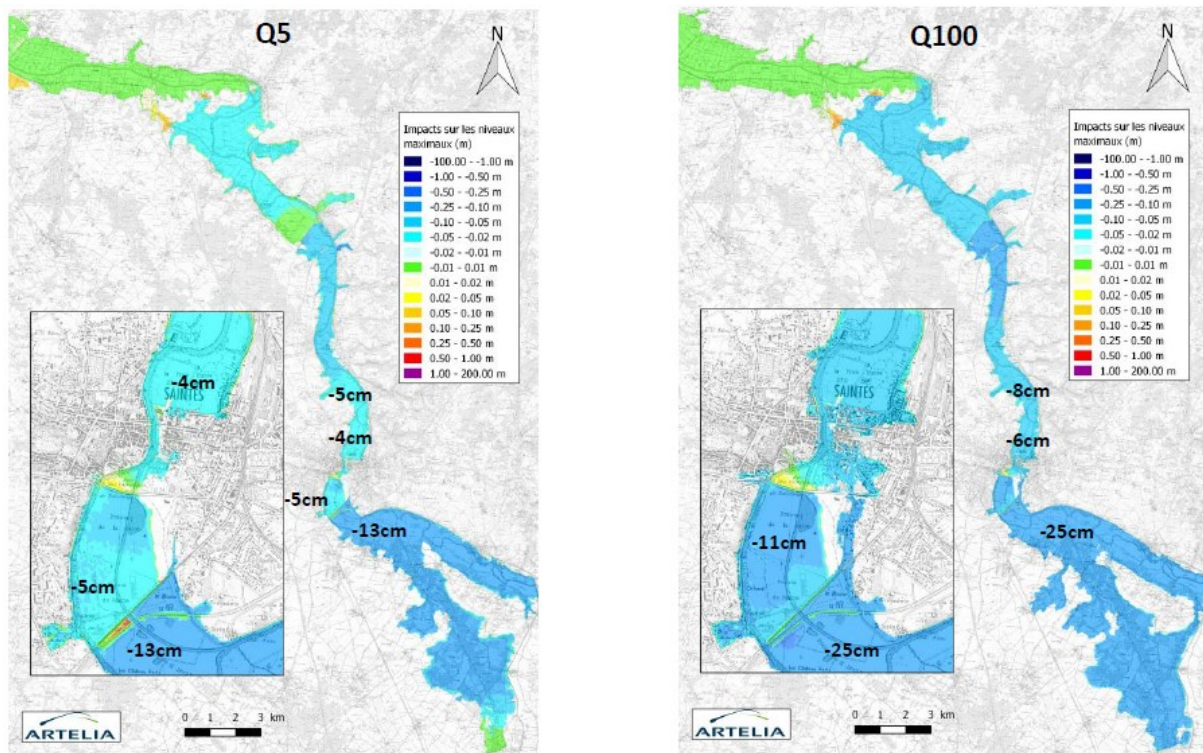 Q5
N
Impacts sur les niveaux
maximaux (m)
-100.00 - -1.00 m
-1.00 - -0.50 m
-0.50 - -0.25 m
-0.25 - -0.10 m
-0.10 - -0.05 m
-0.05 - -0.02 m
-0.02 - -0.01 m
-0.01 - 0.01 m
0.01 - 0.02 m
0.02 - 0.05 m
0.05 - 0.10 m
0.10 - 0.25 m
0.25 - 0.50 m
0.50 - 1.00 m
1.00 - 200.00 m
-4cm
SAINTES
-5cm
-13cm
-5cm
-4cm
-5cm
-13cm
ARTELIA
0 1 2 3 km
Q100
N
Impacts sur les niveaux
maximaux (m)
-100.00 - -1.00 m
-1.00 - -0.50 m
-0.50 - -0.25 m
-0.25 - -0.10 m
-0.10 - -0.05 m
-0.05 - -0.02 m
-0.02 - -0.01 m
-0.01 - 0.01 m
0.01 - 0.02 m
0.02 - 0.05 m
0.05 - 0.10 m
0.10 - 0.25 m
0.25 - 0.50 m
0.50 - 1.00 m
1.00 - 200.00 m
SAINTES
-11cm
-25cm
-8cm
-6cm
-25cm
ARTELIA
0 1 2 3 km